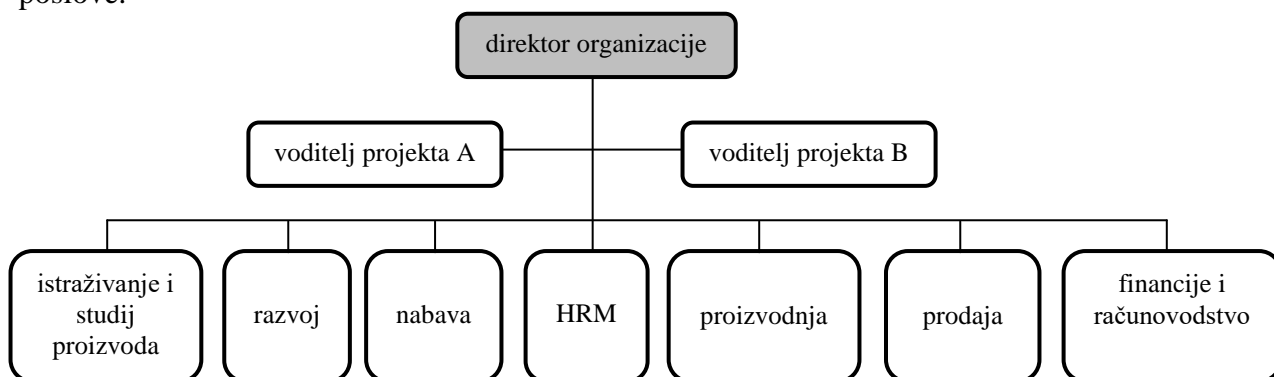 poslove.
direktor organizacije
voditelj projekta A
voditelj projekta B
istraživanje i
studij
proizvoda
razvoj
nabava
HRM
proizvodnja
prodaja
financije i
računovodstvo